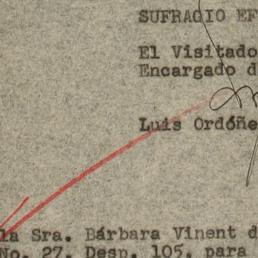 SUFRAGIO EF
El Visitado
Encargado d
Luis Ordóñe
la Sra. Bárbara Vinent d
No. 27. Desp. 105. para